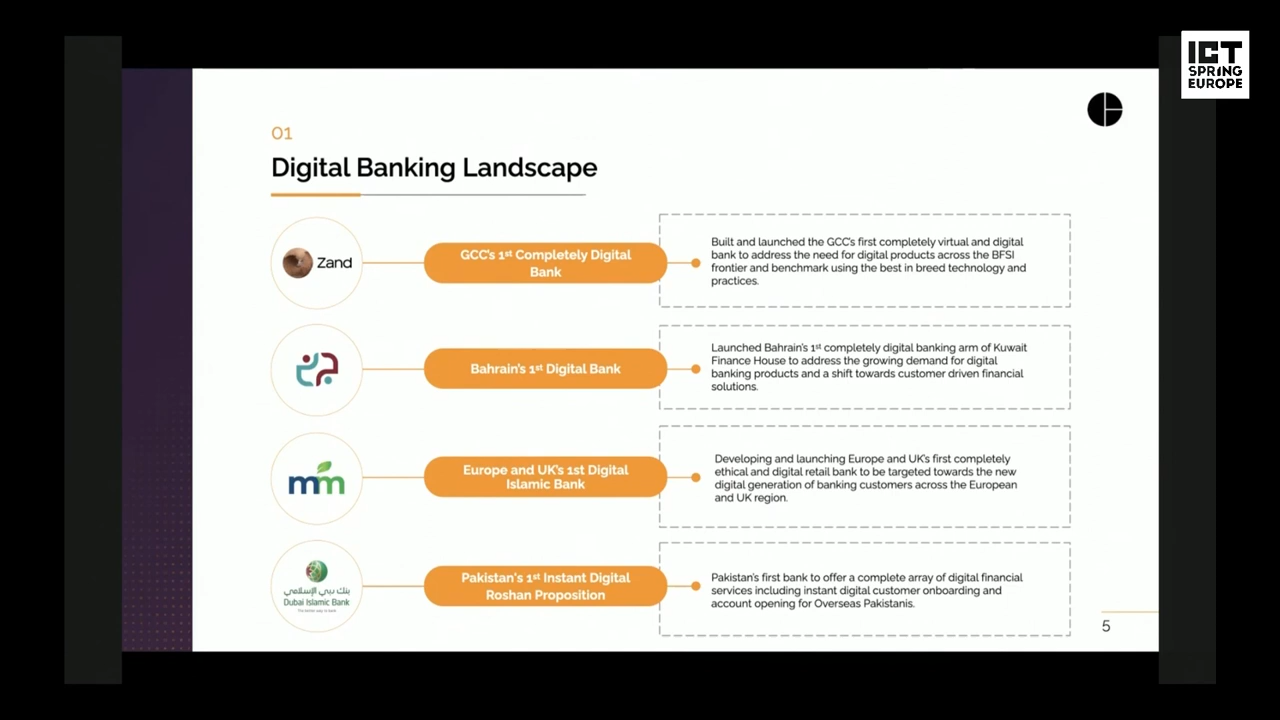 ICT
SPRING
EUROPE
01
Digital Banking Landscape
Zand
GCC's 1st Completely Digital
Bank
Built and launched the GCC's first completely virtual and digital
bank to address the need for digital products across the BFSI
frontier and benchmark using the best in breed technology and
practices.
Bahrain's 1st Digital Bank
Launched Bahrain's 1st completely digital banking arm of Kuwait
Finance House to address the growing demand for digital
banking products and a shift towards customer driven financial
solutions.
mm
Europe and UK's 1st Digital
Islamic Bank
Developing and launching Europe and UK's first completely
ethical and digital retail bank to be targeted towards the new
digital generation of banking customers across the European
and UK region.
بنك دبي الإسلامي
Dubai Islamic Bank
Pakistan's 1st Instant Digital
Roshan Proposition
Pakistan's first bank to offer a complete array of digital financial
services including instant digital customer onboarding and
account opening for Overseas Pakistanis.
5